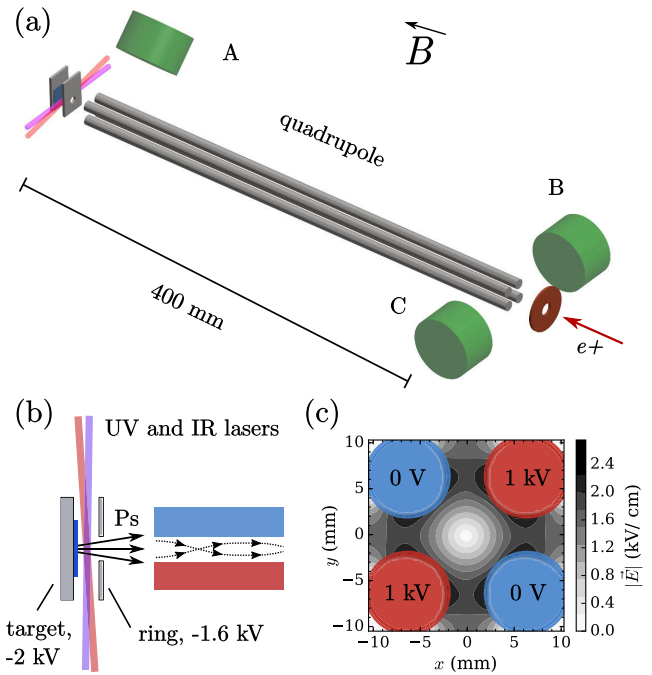 (a)
A
B
quadrupole
B
400 mm
C
e+
(b)
UV and IR lasers
Ps
target,
-2 kV
ring, -1.6 kV
(c)
10
5
0
−5
−10
y (mm)
0 V
1 kV
1 kV
0 V
−10
−5
0
5
10
x (mm)
2.4
2.0
1.6
1.2
0.8
0.4
0.0
|E⃗| (kV/ cm)